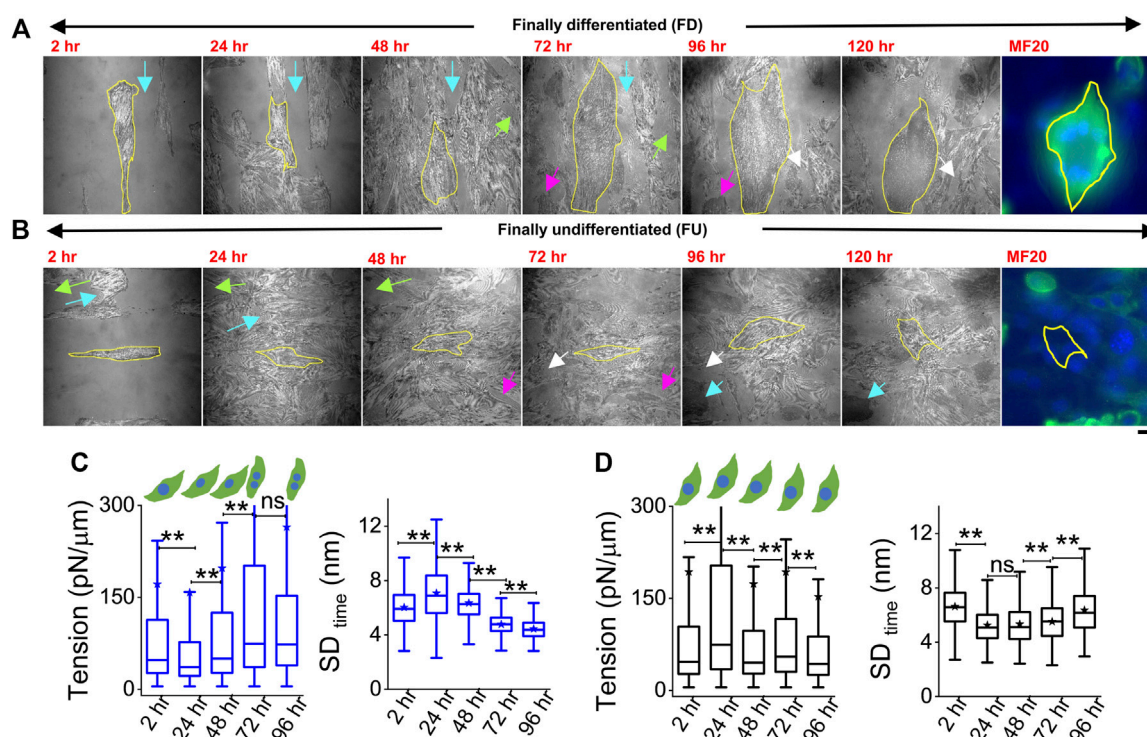 A
Finally differentiated (FD)
2 hr 24 hr 48 hr 72 hr 96 hr 120 hr MF20
B
Finally undifferentiated (FU)
2 hr 24 hr 48 hr 72 hr 96 hr 120 hr MF20
C
Tension (pN/μm)
300
150
0
** ** ** ns
2 hr 24 hr 48 hr 72 hr 96 hr
SD time (nm)
12
8
4
0
** ** ** **
2 hr 24 hr 48 hr 72 hr 96 hr
D
Tension (pN/μm)
300
150
0
** ** ** **
2 hr 24 hr 48 hr 72 hr 96 hr
SD time (nm)
12
8
4
0
** ns ** **
2 hr 24 hr 48 hr 72 hr 96 hr